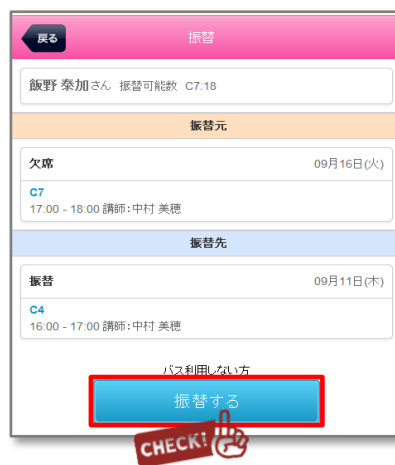 戻る
振替
飯野 泰加さん 振替可能数 C7:18
振替元
欠席 09月16日(火)
C7
17:00 - 18:00 講師:中村 美穂
振替先
振替 09月11日(木)
C4
16:00 - 17:00 講師:中村 美穂
バス利用しない方
振替する
CHECK!